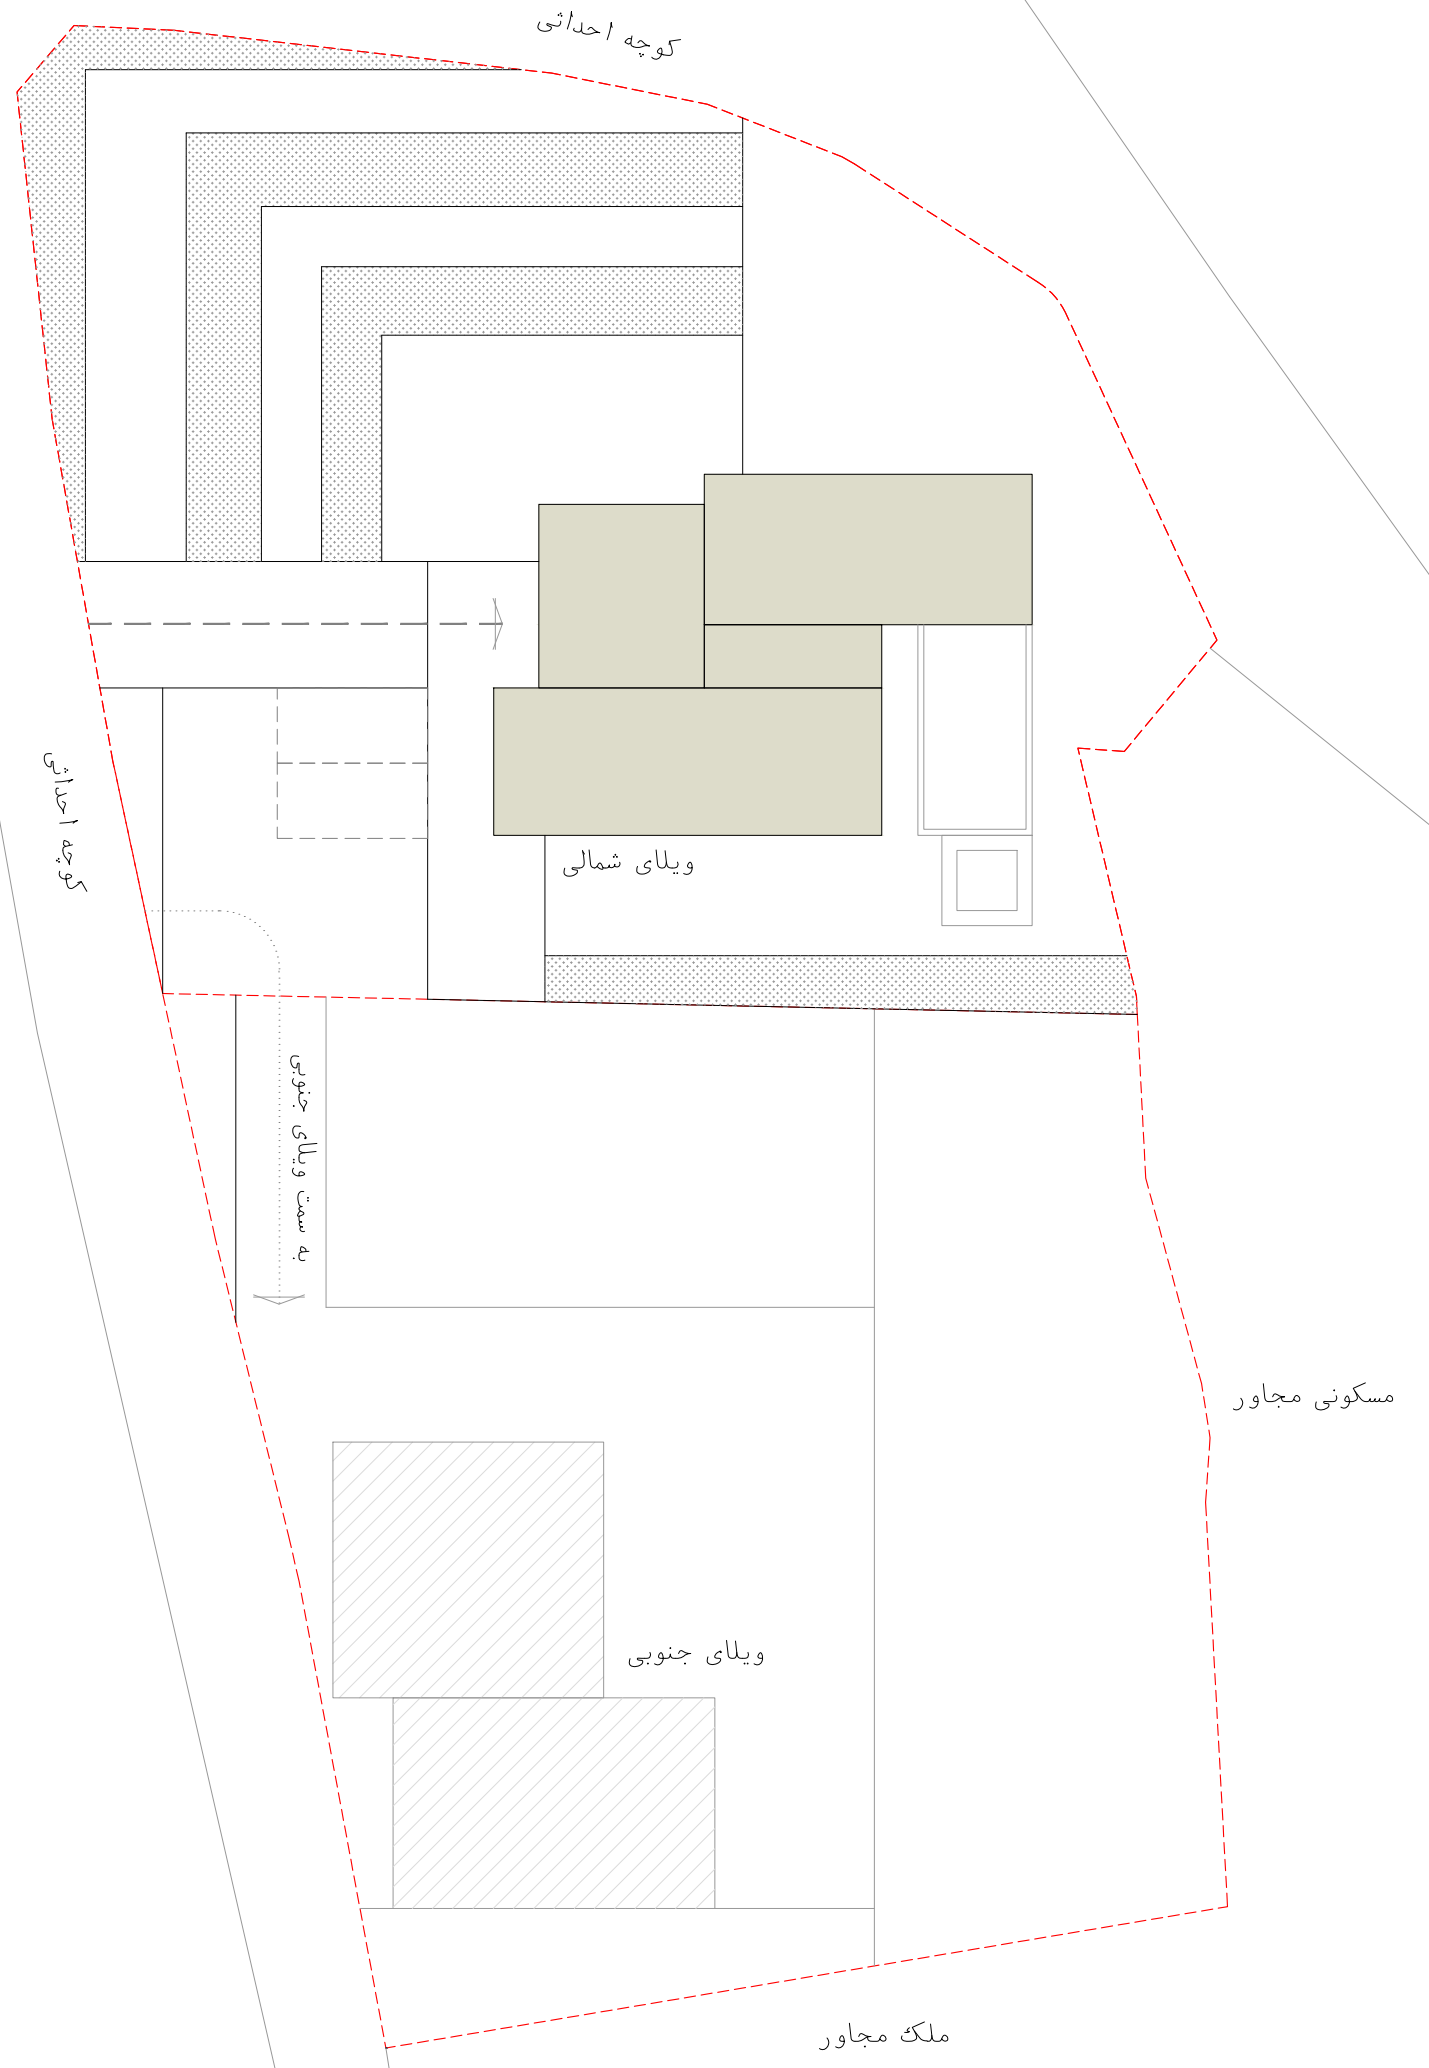 کوچه احداثی
کوچه احداثی
ویلای شمالی
به سمت ویلای جنوبی
مسکونی مجاور
ویلای جنوبی
ملک مجاور